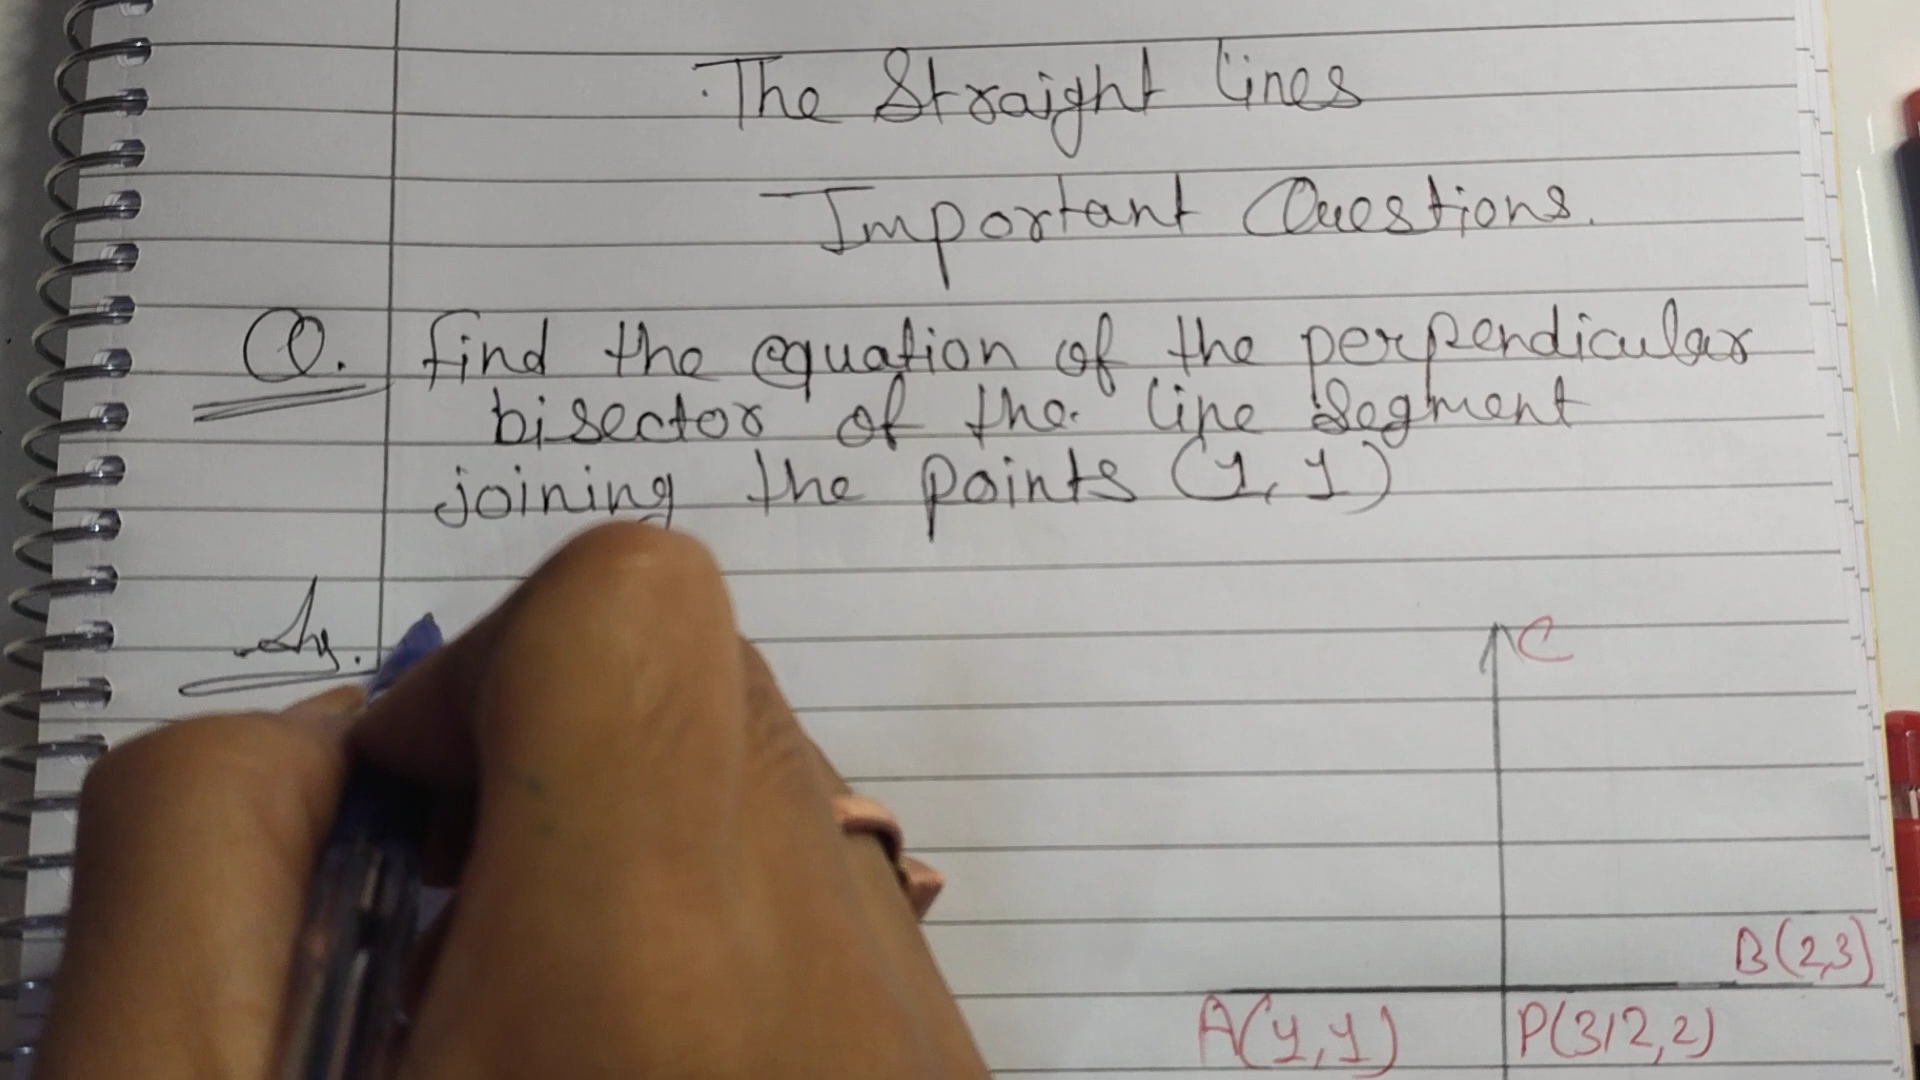 The Straight lines
Important Questions.
Q. find the equation of the perpendicular
bisector of the line segment
joining the points (1, 1)
Ans.
C
B(2,3)
A(1,1) P(3/2,2)